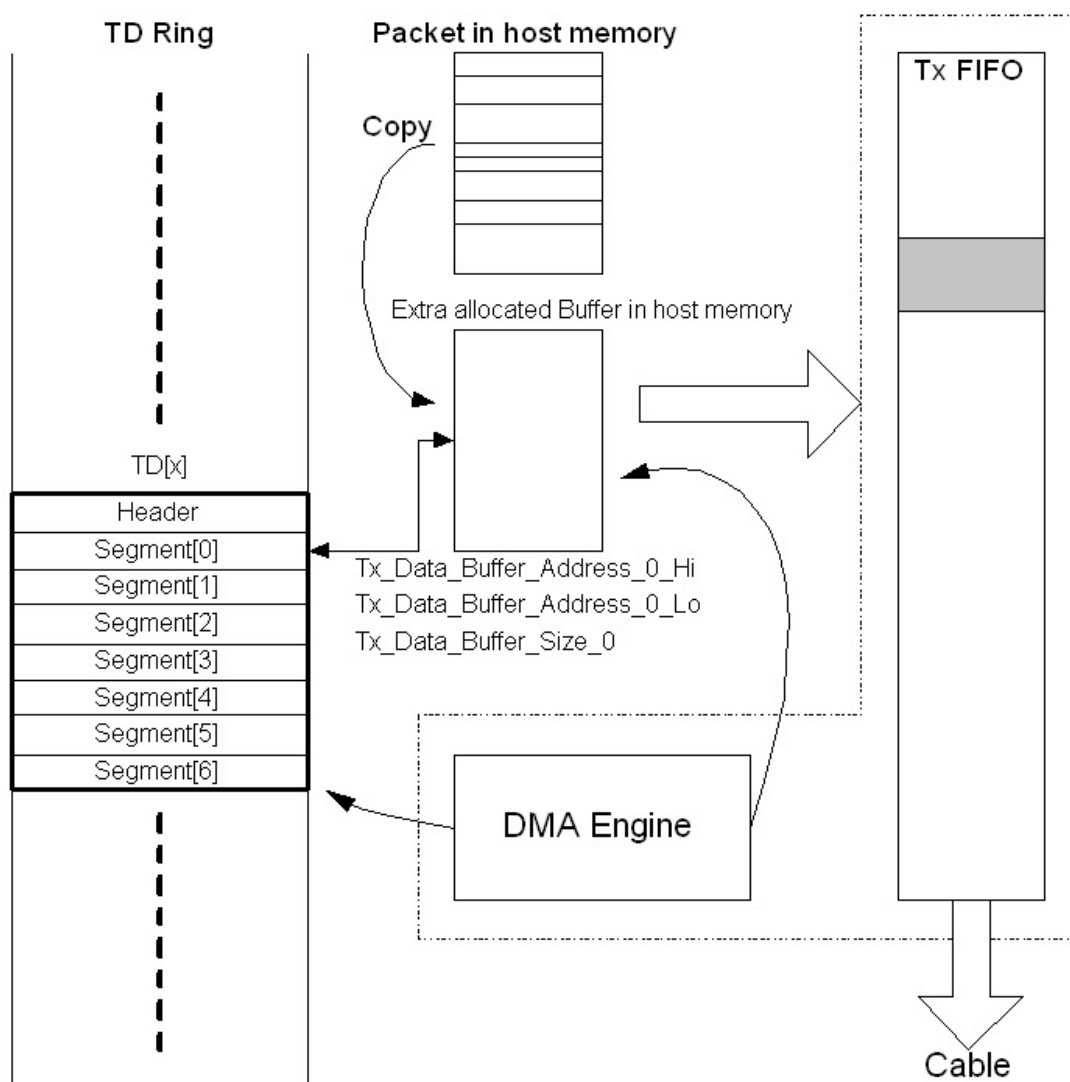 TD Ring
Packet in host memory
Tx FIFO
Copy
Extra allocated Buffer in host memory
TD[x]
Header
Segment[0]
Segment[1]
Segment[2]
Segment[3]
Segment[4]
Segment[5]
Segment[6]
Tx_Data_Buffer_Address_0_Hi
Tx_Data_Buffer_Address_0_Lo
Tx_Data_Buffer_Size_0
DMA Engine
Cable